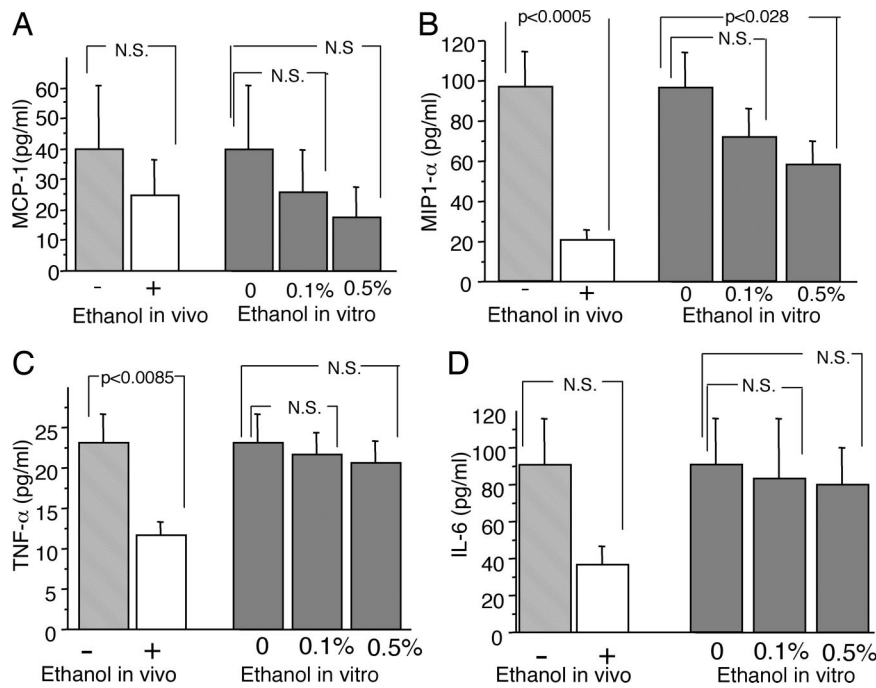 A
N.S.
N.S
N.S.
MCP-1(pg/ml)
60
50
40
30
20
10
0
- + 0 0.1% 0.5%
Ethanol in vivo Ethanol in vitro
B
p<0.0005 p<0.028
N.S.
MIP1-α (pg/ml)
120
100
80
60
40
20
0
- + 0 0.1% 0.5%
Ethanol in vivo Ethanol in vitro
C
p<0.0085 N.S.
N.S.
TNF-α (pg/ml)
25
20
15
10
5
0
- + 0 0.1% 0.5%
Ethanol in vivo Ethanol in vitro
D
N.S.
N.S.
N.S.
IL-6 (pg/ml)
120
100
80
60
40
20
0
- + 0 0.1% 0.5%
Ethanol in vivo Ethanol in vitro